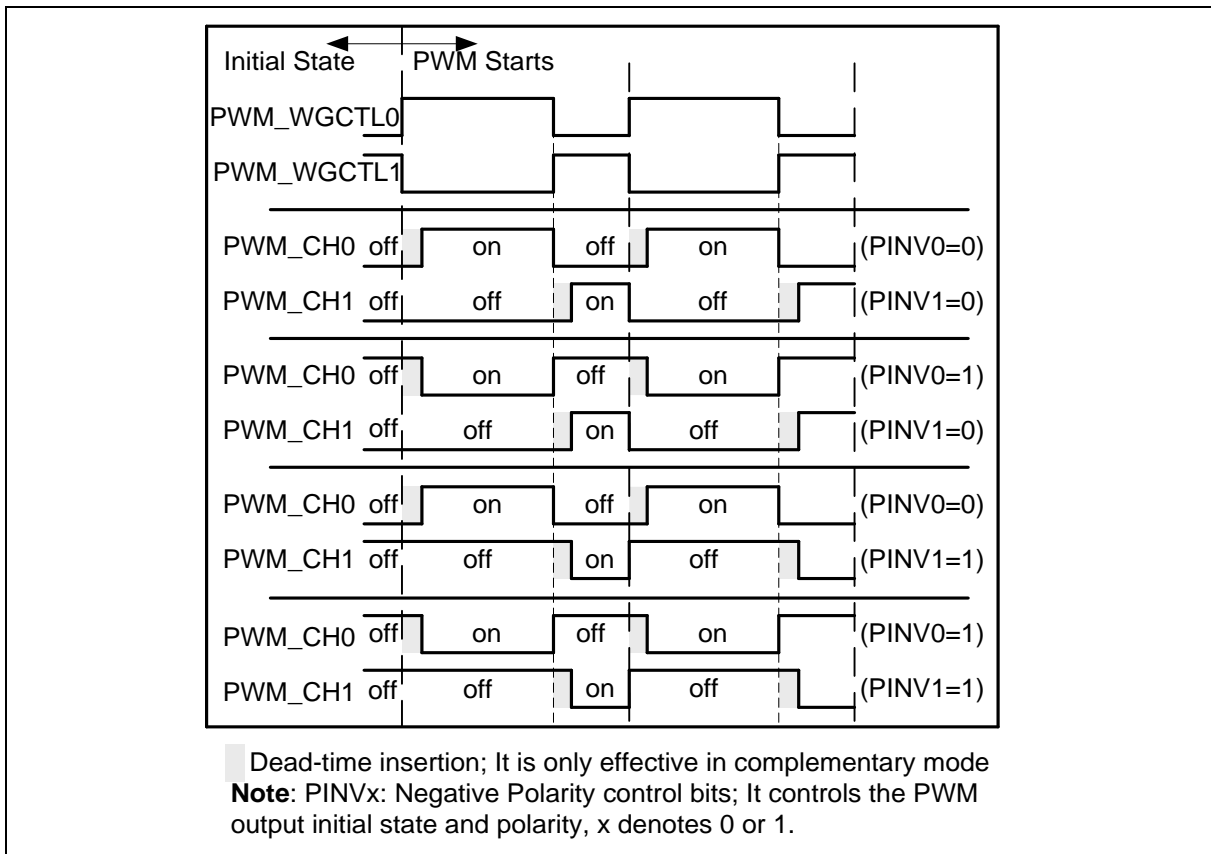 Initial State PWM Starts
PWM_WGCTL0
PWM_WGCTL1
PWM_CH0 off on off on (PINV0=0)
PWM_CH1 off off on off (PINV1=0)
PWM_CH0 off on off on (PINV0=1)
PWM_CH1 off off on off (PINV1=0)
PWM_CH0 off on off on (PINV0=0)
PWM_CH1 off off on off (PINV1=1)
PWM_CH0 off on off on (PINV0=1)
PWM_CH1 off off on off (PINV1=1)
Dead-time insertion; It is only effective in complementary mode
Note: PINVx: Negative Polarity control bits; It controls the PWM
output initial state and polarity, x denotes 0 or 1.